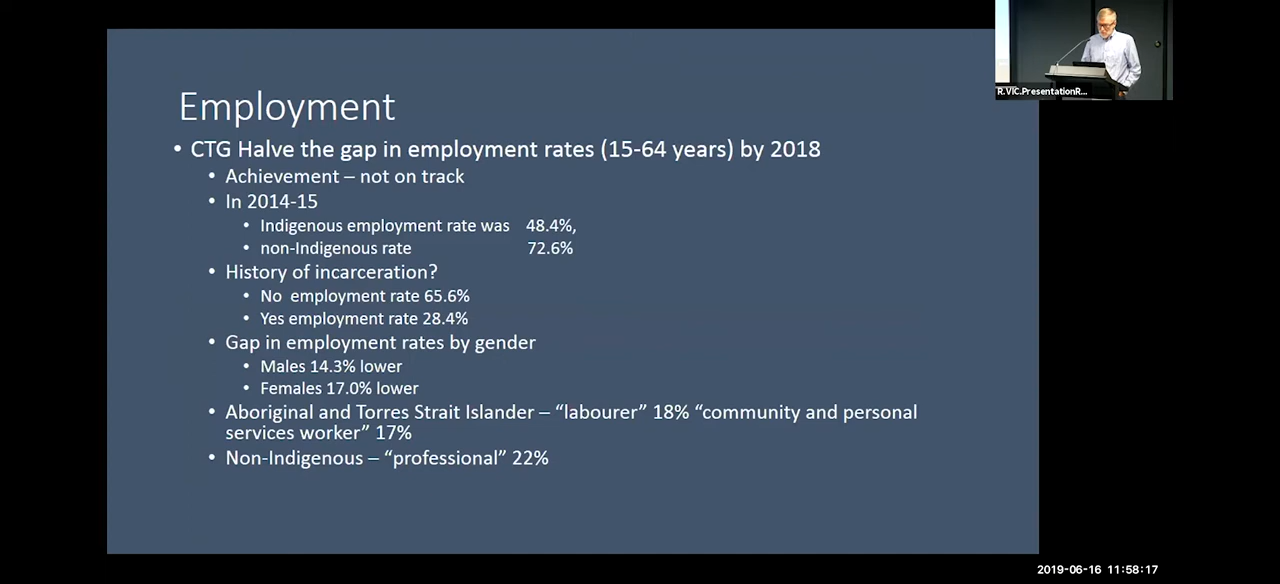 R.VIC.PresentationR...
Employment
• CTG Halve the gap in employment rates (15-64 years) by 2018
• Achievement – not on track
• In 2014-15
• Indigenous employment rate was 48.4%,
• non-Indigenous rate 72.6%
• History of incarceration?
• No employment rate 65.6%
• Yes employment rate 28.4%
• Gap in employment rates by gender
• Males 14.3% lower
• Females 17.0% lower
• Aboriginal and Torres Strait Islander – “labourer” 18% “community and personal
services worker” 17%
• Non-Indigenous – “professional” 22%
2019-06-16 11:58:17